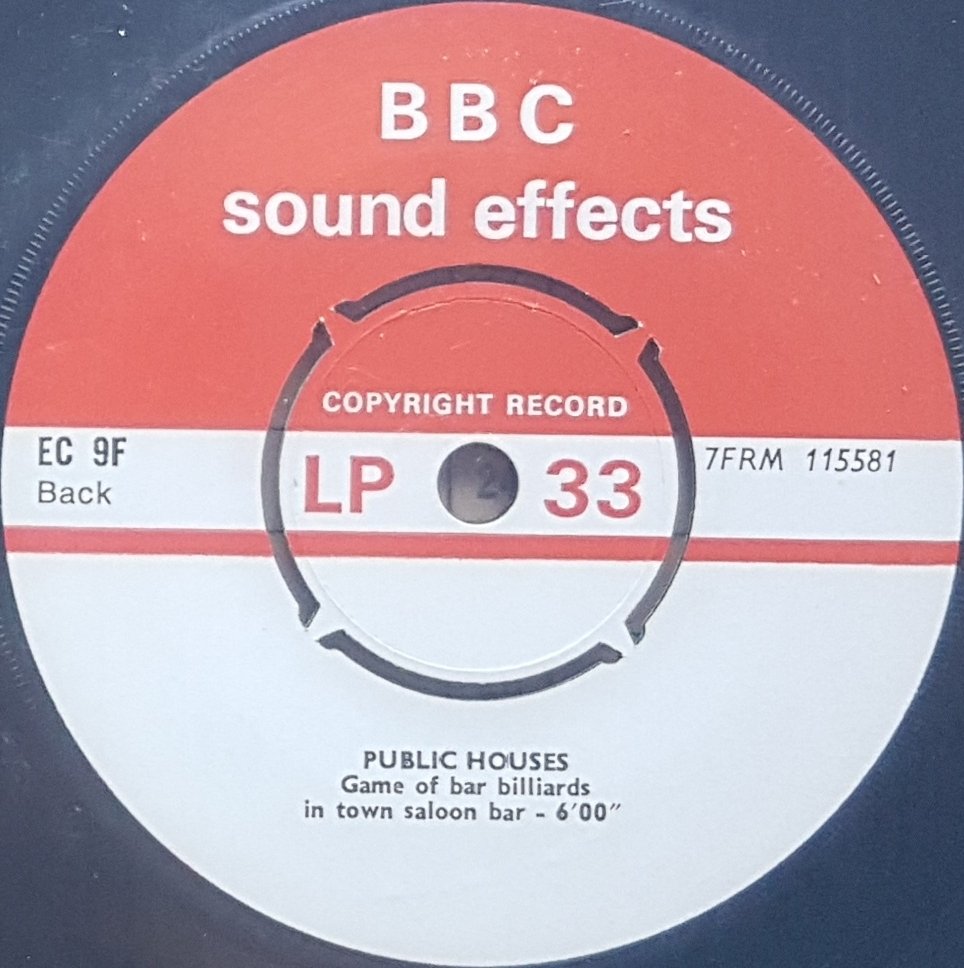 BBC
sound effects
COPYRIGHT RECORD
EC 9F
Back
LP 33
7FRM 115581
PUBLIC HOUSES
Game of bar billiards
in town saloon bar - 6′00″